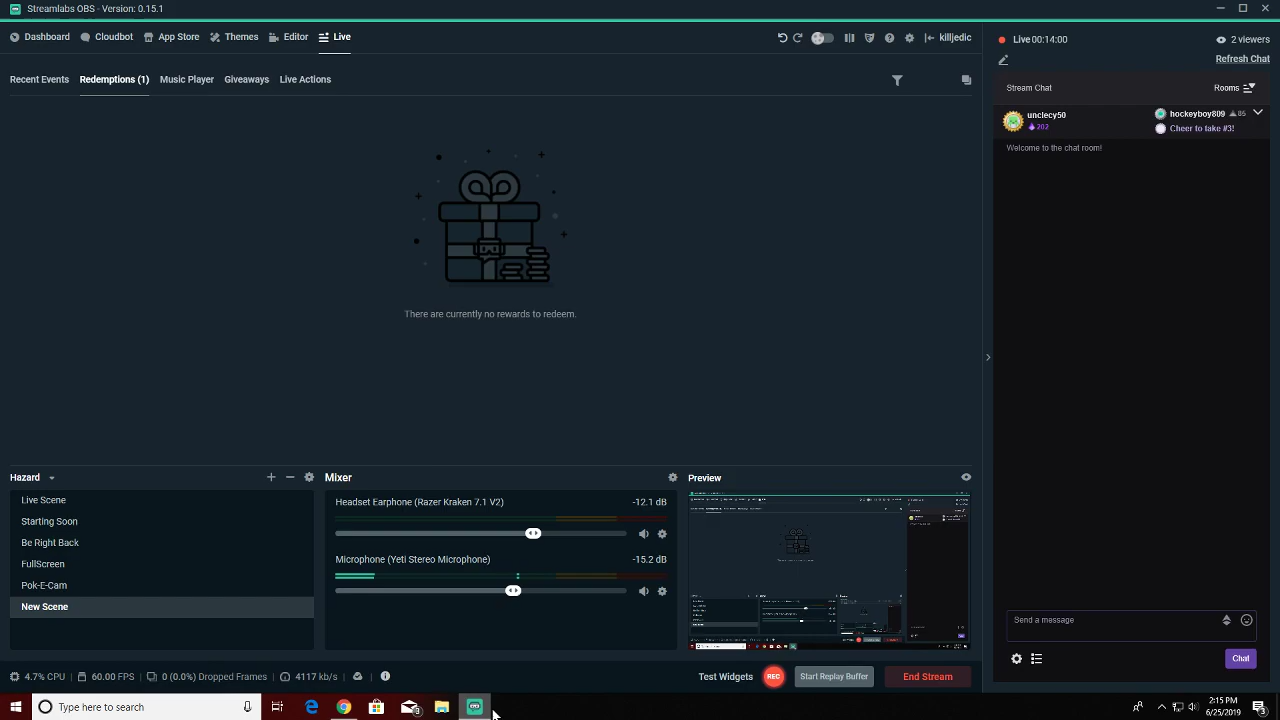 Streamlabs OBS - Version: 0.15.1
Dashboard Cloudbot App Store Themes Editor Live killjedic
Live 00:14:00 2 viewers
Refresh Chat
Recent Events Redemptions (1) Music Player Giveaways Live Actions
Stream Chat Rooms
unclecy50 202
hockeyboy809 85
Cheer to take #3!
Welcome to the chat room!
There are currently no rewards to redeem.
Hazard
Live Scene
Starting Soon
Be Right Back
FullScreen
Pok-E-Cam
New Scene
Mixer
Headset Earphone (Razer Kraken 7.1 V2) -12.1 dB
Microphone (Yeti Stereo Microphone) -15.2 dB
Preview
Send a message
Chat
4.7% CPU 30.00 FPS 0 (0.0%) Dropped Frames 4117 kb/s
Test Widgets REC Start Replay Buffer End Stream
Type here to search
2:15 PM
6/25/2019